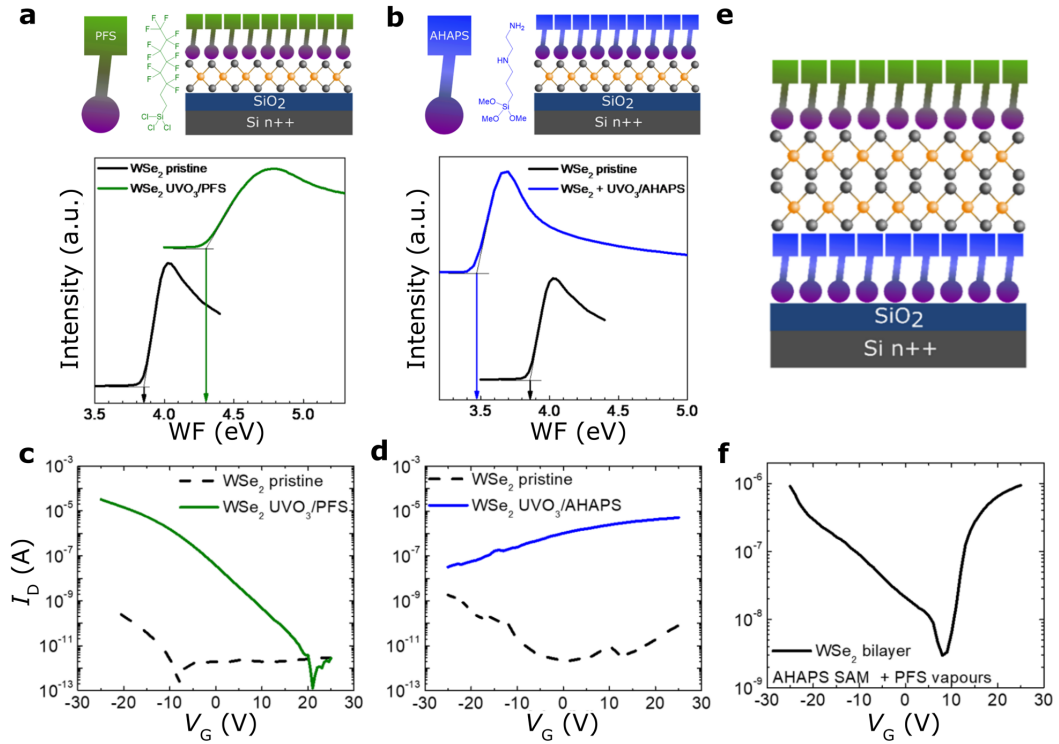 a
PFS
F F
F F
F F
F F
F F
F F
F
Si
Cl Cl
Cl
SiO2
Si n++
WSe2 pristine
WSe2 UVO3/PFS
Intensity (a.u.)
3.5 4.0 4.5 5.0
WF (eV)
b
AHAPS
NH2
HN
MeO Si
MeO OMe
SiO2
Si n++
WSe2 pristine
WSe2 + UVO3/AHAPS
Intensity (a.u.)
3.5 4.0 4.5 5.0
WF (eV)
e
SiO2
Si n++
c
WSe2 pristine
WSe2 UVO3/PFS
10^-3
10^-5
10^-7
10^-9
10^-11
10^-13
ID (A)
-30 -20 -10 0 10 20 30
VG (V)
d
WSe2 pristine
WSe2 UVO3/AHAPS
10^-3
10^-5
10^-7
10^-9
10^-11
10^-13
-30 -20 -10 0 10 20 30
VG (V)
f
10^-6
10^-7
10^-8
10^-9
WSe2 bilayer
AHAPS SAM + PFS vapours
-30 -20 -10 0 10 20 30
VG (V)